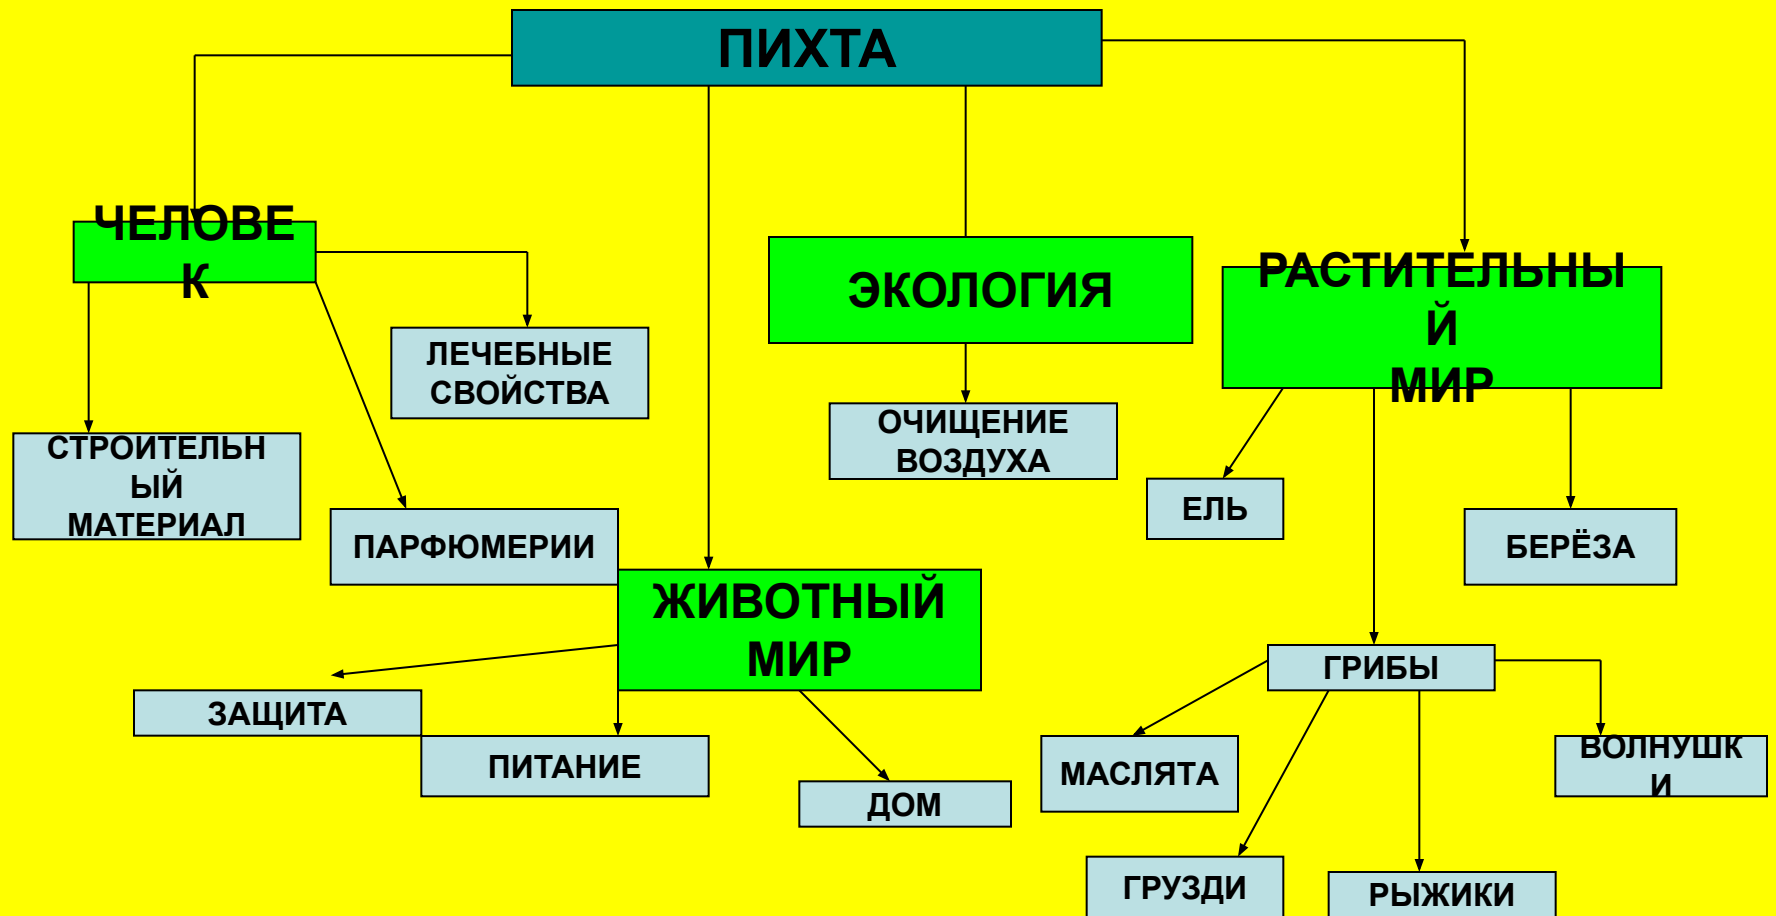 ПИХТА
ЧЕЛОВЕ
К
ЭКОЛОГИЯ
РАСТИТЕЛЬНЫ
Й
МИР
ЛЕЧЕБНЫЕ
СВОЙСТВА
СТРОИТЕЛЬН
ЫЙ
МАТЕРИАЛ
ОЧИЩЕНИЕ
ВОЗДУХА
ЕЛЬ
БЕРЁЗА
ПАРФЮМЕРИИ
ЖИВОТНЫЙ
МИР
ГРИБЫ
ЗАЩИТА
ПИТАНИЕ
ДОМ
МАСЛЯТА
ВОЛНУШК
И
ГРУЗДИ
РЫЖИКИ